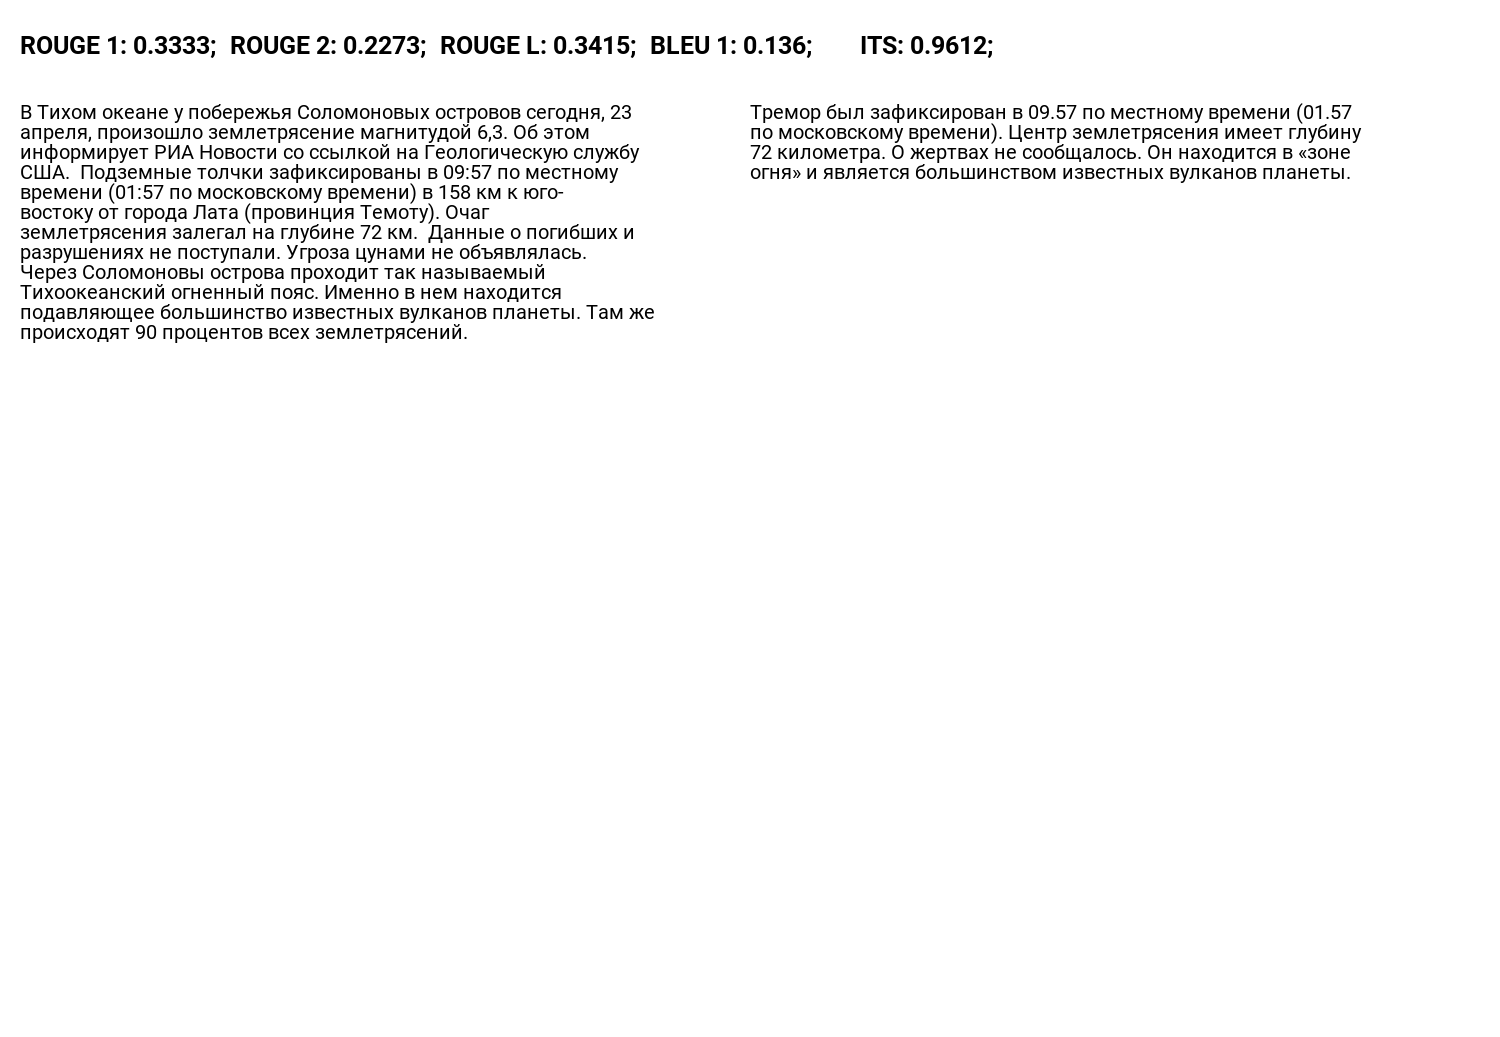 ROUGE 1: 0.3333;  ROUGE 2: 0.2273;  ROUGE L: 0.3415;  BLEU 1: 0.136;  ITS: 0.9612;
В Тихом океане у побережья Соломоновых островов сегодня, 23
апреля, произошло землетрясение магнитудой 6,3. Об этом
информирует РИА Новости со ссылкой на Геологическую службу
США.  Подземные толчки зафиксированы в 09:57 по местному
времени (01:57 по московскому времени) в 158 км к юго-
востоку от города Лата (провинция Темоту). Очаг
землетрясения залегал на глубине 72 км.  Данные о погибших и
разрушениях не поступали. Угроза цунами не объявлялась.
Через Соломоновы острова проходит так называемый
Тихоокеанский огненный пояс. Именно в нем находится
подавляющее большинство известных вулканов планеты. Там же
происходят 90 процентов всех землетрясений.
Тремор был зафиксирован в 09.57 по местному времени (01.57
по московскому времени). Центр землетрясения имеет глубину
72 километра. О жертвах не сообщалось. Он находится в «зоне
огня» и является большинством известных вулканов планеты.